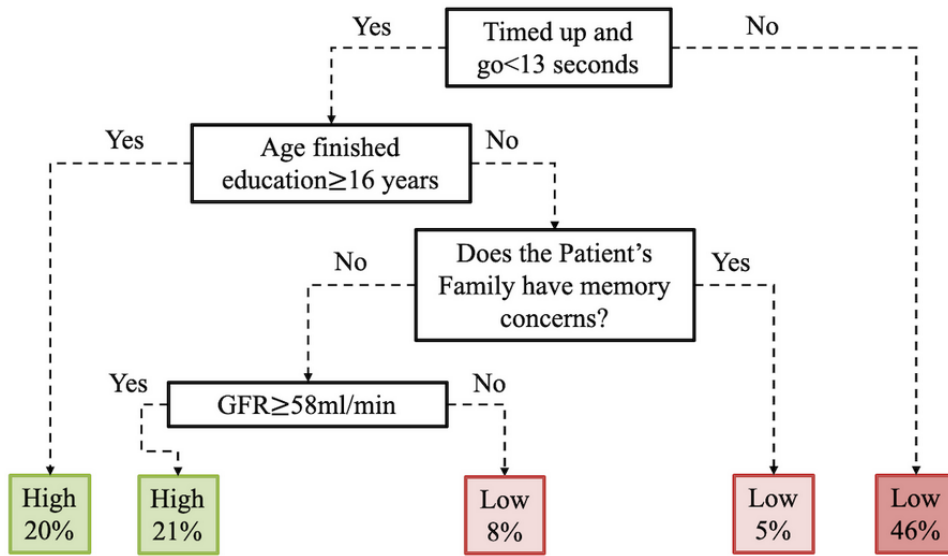 Yes
Timed up and
go<13 seconds
No
Yes
Age finished
education≥16 years
No
No
Does the Patient's
Family have memory
concerns?
Yes
Yes
GFR≥58ml/min
No
High
20%
High
21%
Low
8%
Low
5%
Low
46%